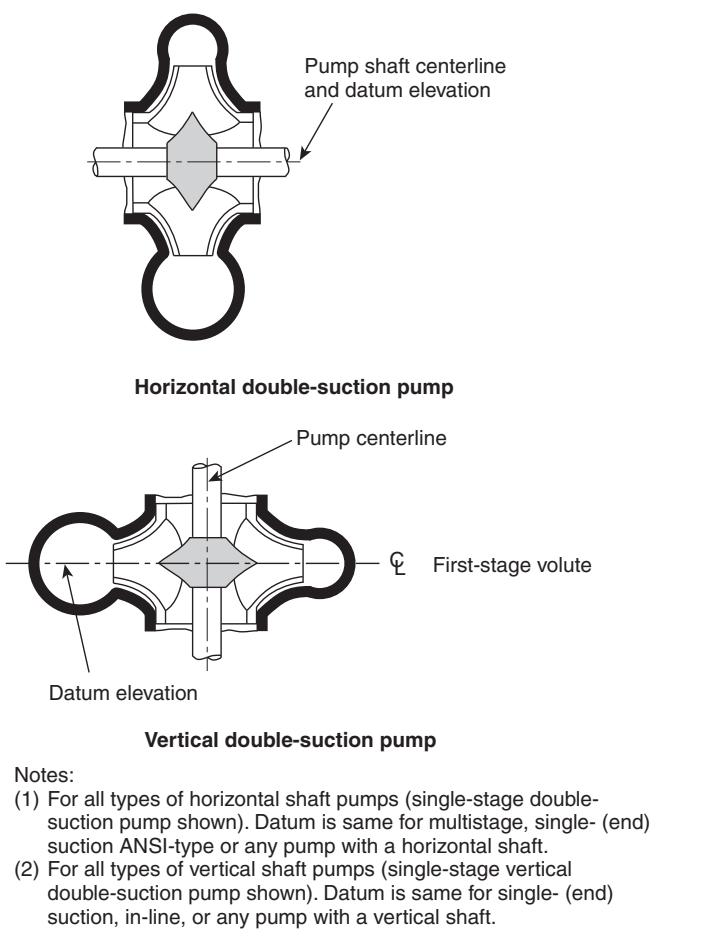 Pump shaft centerline
and datum elevation
Horizontal double-suction pump
Pump centerline
℄ First-stage volute
Datum elevation
Vertical double-suction pump
Notes:
(1) For all types of horizontal shaft pumps (single-stage double-
suction pump shown). Datum is same for multistage, single- (end)
suction ANSI-type or any pump with a horizontal shaft.
(2) For all types of vertical shaft pumps (single-stage vertical
double-suction pump shown). Datum is same for single- (end)
suction, in-line, or any pump with a vertical shaft.